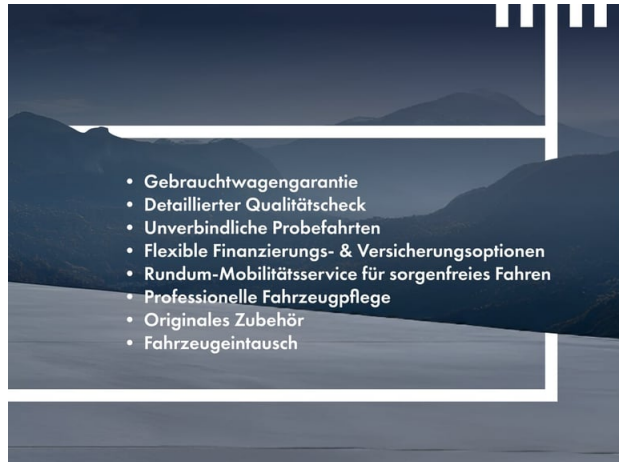 • Gebrauchtwagengarantie
• Detaillierter Qualitätscheck
• Unverbindliche Probefahrten
• Flexible Finanzierungs- & Versicherungsoptionen
• Rundum-Mobilitätsservice für sorgenfreies Fahren
• Professionelle Fahrzeugpflege
• Originales Zubehör
• Fahrzeugeintausch